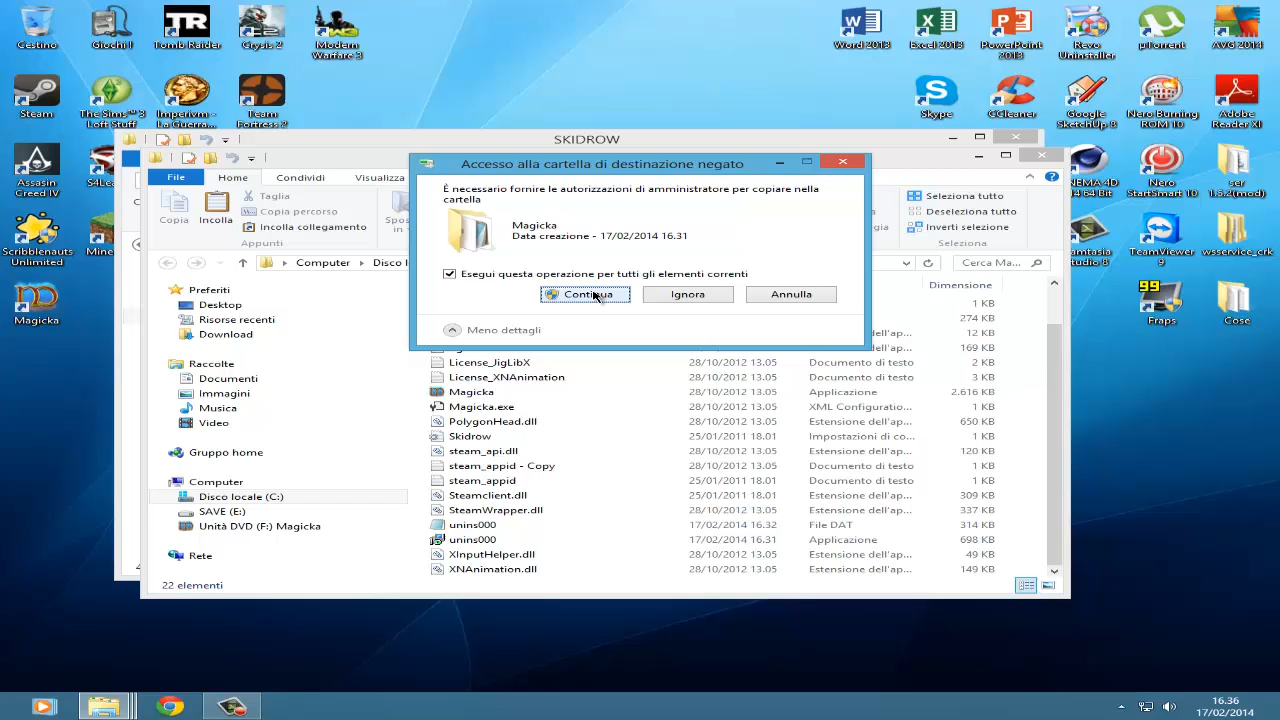 Cestino
Giochi !
Tomb Raider
Crysis 2
Modern
Warfare 3
Word 2013
Excel 2013
PowerPoint
2013
Revo
Uninstaller
µTorrent
AVG 2014
Steam
The Sims™ 3
Loft Stuff
Imperivm -
La Guerra...
Team
Fortress 2
Skype
CCleaner
Google
SketchUp 8
Nero Burning
ROM 10
Adobe
Reader XI
Assasin
Creed IV
S4Lea
NEMA 4D
64 Bit
Nero
StartSmart 10
ser
1.5.2(mod)
Scribblenauts
Unlimited
Mine
TeamViewer
9
wsservice_crk
Magicka
99
Fraps
Cose
SKIDROW
File
Home
Condividi
Visualizza
Copia
Incolla
Taglia
Copia percorso
Incolla collegamento
Appunti
Spos
in
Seleziona tutto
Deseleziona tutto
Inverti selezione
Seleziona
Computer
Disco l
Cerca Ma...
Accesso alla cartella di destinazione negato
È necessario fornire le autorizzazioni di amministratore per copiare nella
cartella
Magicka
Data creazione - 17/02/2014 16.31
Esegui questa operazione per tutti gli elementi correnti
Continua
Ignora
Annulla
Meno dettagli
Preferiti
Desktop
Risorse recenti
Download
Raccolte
Documenti
Immagini
Musica
Video
Gruppo home
Computer
Disco locale (C:)
SAVE (E:)
Unità DVD (F:) Magicka
Rete
22 elementi
Dimensione
1 KB
274 KB
12 KB
169 KB
License_JigLibX 28/10/2012 13.05 Documento di testo 2 KB
License_XNAnimation 28/10/2012 13.05 Documento di testo 3 KB
Magicka 28/10/2012 13.05 Applicazione 2.616 KB
Magicka.exe 28/10/2012 13.05 XML Configuratio... 1 KB
PolygonHead.dll 28/10/2012 13.05 Estensione dell'ap... 650 KB
Skidrow 25/01/2011 18.01 Impostazioni di co... 1 KB
steam_api.dll 28/10/2012 13.05 Estensione dell'ap... 120 KB
steam_appid - Copy 28/10/2012 13.05 Documento di testo 1 KB
steam_appid 25/01/2011 18.01 Documento di testo 1 KB
Steamclient.dll 25/01/2011 18.01 Estensione dell'ap... 309 KB
SteamWrapper.dll 28/10/2012 13.05 Estensione dell'ap... 337 KB
unins000 17/02/2014 16.32 File DAT 314 KB
unins000 17/02/2014 16.31 Applicazione 698 KB
XInputHelper.dll 28/10/2012 13.05 Estensione dell'ap... 49 KB
XNAnimation.dll 28/10/2012 13.05 Estensione dell'ap... 149 KB
16.36
17/02/2014